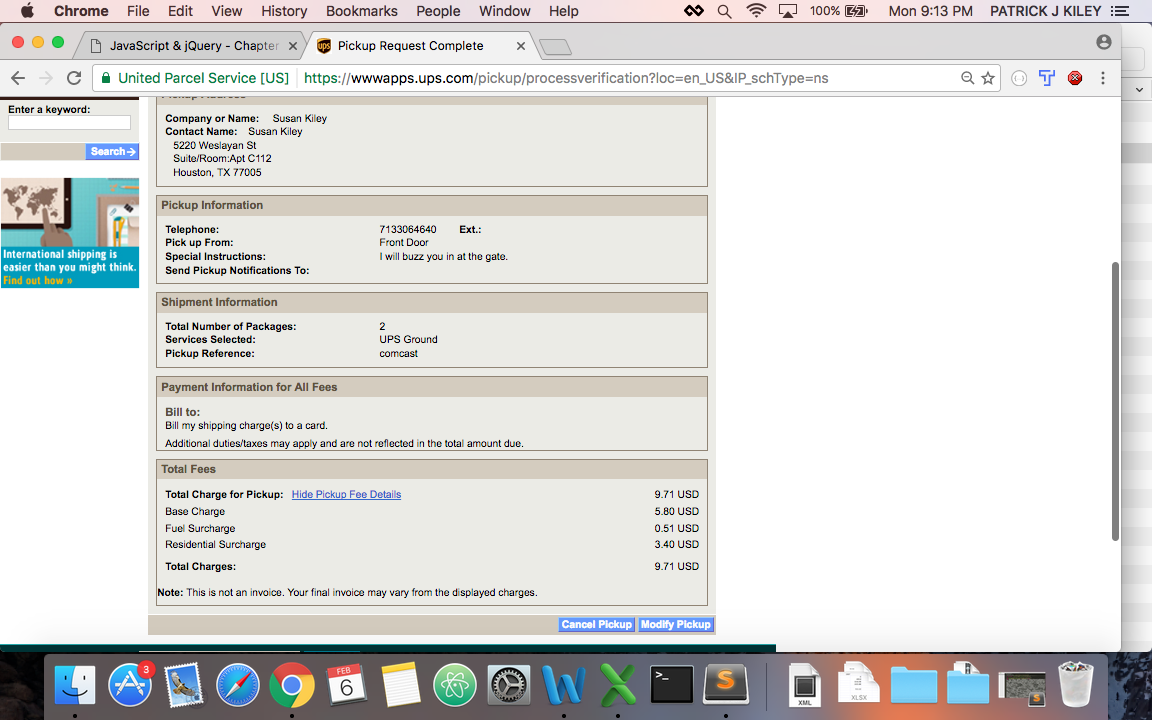 Chrome File Edit View History Bookmarks People Window Help 100% Mon 9:13 PM PATRICK J KILEY
JavaScript & jQuery - Chapter
ups Pickup Request Complete
United Parcel Service [US] https://wwwapps.ups.com/pickup/processverification?loc=en_US&IP_schType=ns
Enter a keyword:
Search
International shipping is
easier than you might think.
Find out how »
Pickup Address
Company or Name: Susan Kiley
Contact Name: Susan Kiley
5220 Weslayan St
Suite/Room:Apt C112
Houston, TX 77005
Pickup Information
Telephone: 7133064640 Ext.:
Pick up From: Front Door
Special Instructions: I will buzz you in at the gate.
Send Pickup Notifications To:
Shipment Information
Total Number of Packages: 2
Services Selected: UPS Ground
Pickup Reference: comcast
Payment Information for All Fees
Bill to:
Bill my shipping charge(s) to a card.
Additional duties/taxes may apply and are not reflected in the total amount due.
Total Fees
Total Charge for Pickup: Hide Pickup Fee Details 9.71 USD
Base Charge 5.80 USD
Fuel Surcharge 0.51 USD
Residential Surcharge 3.40 USD
Total Charges: 9.71 USD
Note: This is not an invoice. Your final invoice may vary from the displayed charges.
Cancel Pickup Modify Pickup
3
FEB
6
W
X
>_
S
XML
XLSX